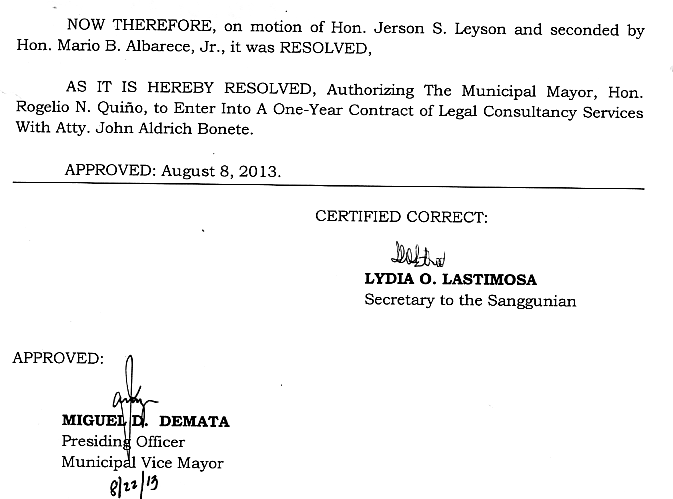 NOW THEREFORE, on motion of Hon. Jerson S. Leyson and seconded by
Hon. Mario B. Albarece, Jr., it was RESOLVED,
AS IT IS HEREBY RESOLVED, Authorizing The Municipal Mayor, Hon.
Rogelio N. Quiño, to Enter Into A One-Year Contract of Legal Consultancy Services
With Atty. John Aldrich Bonete.
APPROVED: August 8, 2013.
CERTIFIED CORRECT:
LYDIA O. LASTIMOSA
Secretary to the Sanggunian
APPROVED:
MIGUEL D. DEMATA
Presiding Officer
Municipal Vice Mayor
8/22/13